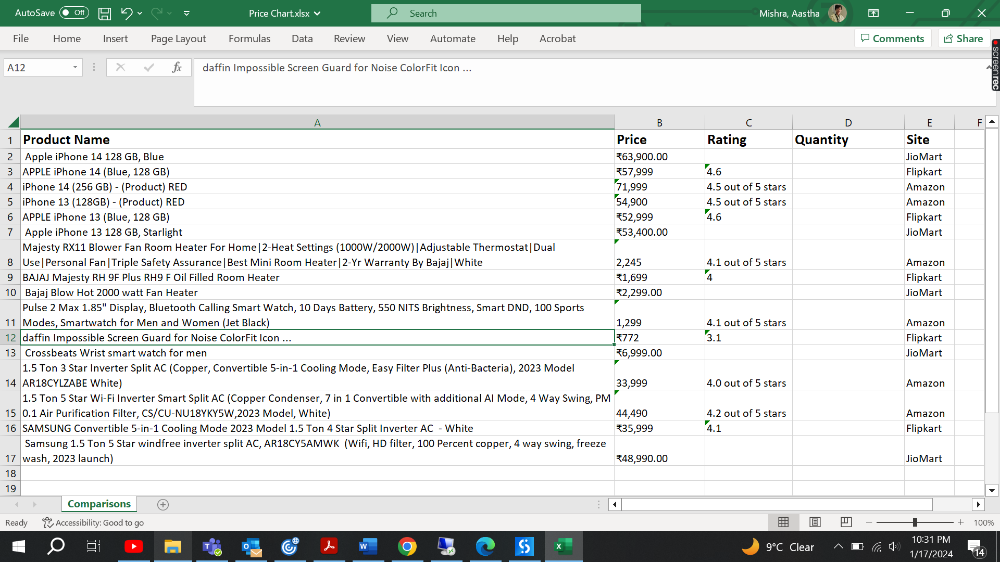 AutoSave Off Price Chart.xlsx Search Mishra, Aastha
File Home Insert Page Layout Formulas Data Review View Automate Help Acrobat Comments Share
screenrec
A12 fx daffin Impossible Screen Guard for Noise ColorFit Icon ...
A B C D E F
1 Product Name Price Rating Quantity Site
2 Apple iPhone 14 128 GB, Blue ₹63,900.00 JioMart
3 APPLE iPhone 14 (Blue, 128 GB) ₹57,999 4.6 Flipkart
4 iPhone 14 (256 GB) - (Product) RED 71,999 4.5 out of 5 stars Amazon
5 iPhone 13 (128GB) - (Product) RED 54,900 4.5 out of 5 stars Amazon
6 APPLE iPhone 13 (Blue, 128 GB) ₹52,999 4.6 Flipkart
7 Apple iPhone 13 128 GB, Starlight ₹53,400.00 JioMart
Majesty RX11 Blower Fan Room Heater For Home|2-Heat Settings (1000W/2000W)|Adjustable Thermostat|Dual
8 Use|Personal Fan|Triple Safety Assurance|Best Mini Room Heater|2-Yr Warranty By Bajaj|White 2,245 4.1 out of 5 stars Amazon
9 BAJAJ Majesty RH 9F Plus RH9 F Oil Filled Room Heater ₹1,699 4 Flipkart
10 Bajaj Blow Hot 2000 watt Fan Heater ₹2,299.00 JioMart
Pulse 2 Max 1.85" Display, Bluetooth Calling Smart Watch, 10 Days Battery, 550 NITS Brightness, Smart DND, 100 Sports
11 Modes, Smartwatch for Men and Women (Jet Black) 1,299 4.1 out of 5 stars Amazon
12 daffin Impossible Screen Guard for Noise ColorFit Icon ... ₹772 3.1 Flipkart
13 Crossbeats Wrist smart watch for men ₹6,999.00 JioMart
1.5 Ton 3 Star Inverter Split AC (Copper, Convertible 5-in-1 Cooling Mode, Easy Filter Plus (Anti-Bacteria), 2023 Model
14 AR18CYLZABE White) 33,999 4.0 out of 5 stars Amazon
1.5 Ton 5 Star Wi-Fi Inverter Smart Split AC (Copper Condenser, 7 in 1 Convertible with additional AI Mode, 4 Way Swing, PM
15 0.1 Air Purification Filter, CS/CU-NU18YKY5W,2023 Model, White) 44,490 4.2 out of 5 stars Amazon
16 SAMSUNG Convertible 5-in-1 Cooling Mode 2023 Model 1.5 Ton 4 Star Split Inverter AC  - White ₹35,999 4.1 Flipkart
Samsung 1.5 Ton 5 Star windfree inverter split AC, AR18CY5AMWK  (Wifi, HD filter, 100 Percent copper, 4 way swing, freeze
17 wash, 2023 launch) ₹48,990.00 JioMart
18
19
Comparisons
Ready Accessibility: Good to go 100%
9°C Clear 10:31 PM
1/17/2024 14